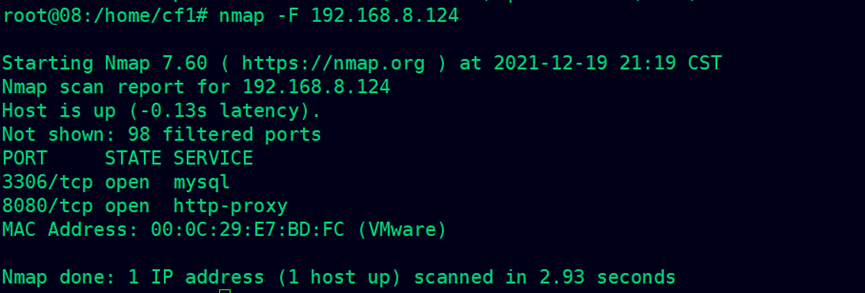 root@08:/home/cf1# nmap -F 192.168.8.124
Starting Nmap 7.60 ( https://nmap.org ) at 2021-12-19 21:19 CST
Nmap scan report for 192.168.8.124
Host is up (-0.13s latency).
Not shown: 98 filtered ports
PORT     STATE SERVICE
3306/tcp open  mysql
8080/tcp open  http-proxy
MAC Address: 00:0C:29:E7:BD:FC (VMware)
Nmap done: 1 IP address (1 host up) scanned in 2.93 seconds